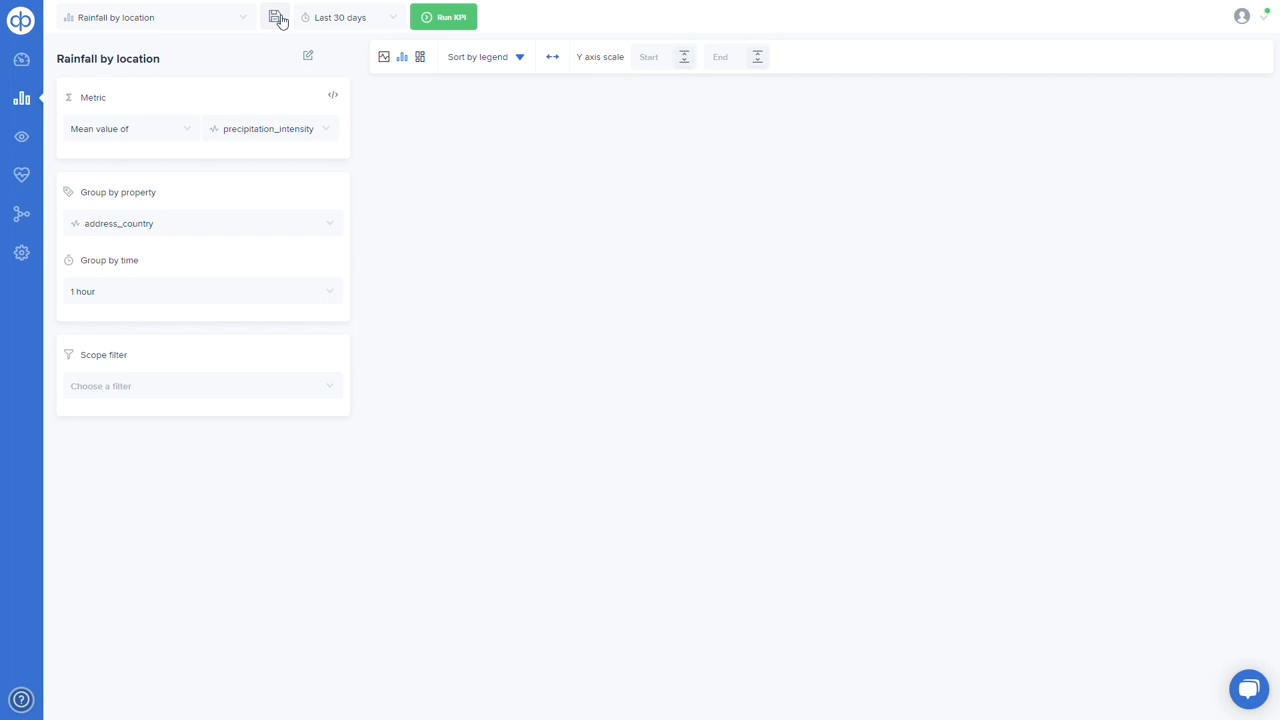 Rainfall by location
Last 30 days
Run KPI
Rainfall by location
Sort by legend
Y axis scale
Start
End
Metric
Mean value of
precipitation_intensity
Group by property
address_country
Group by time
1 hour
Scope filter
Choose a filter